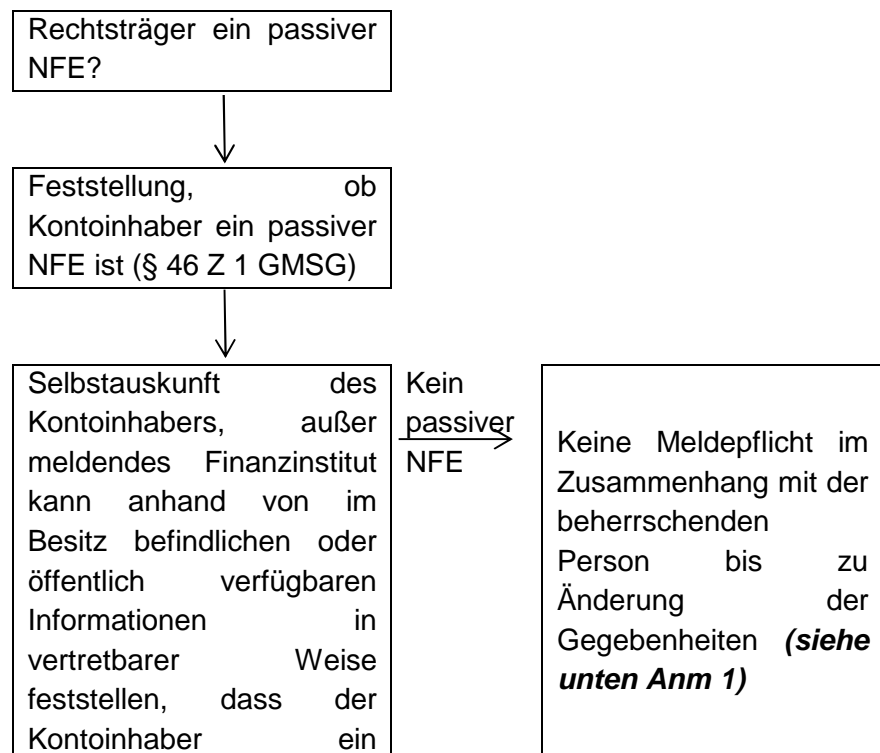 Rechtsträger ein passiver
NFE?
Feststellung, ob
Kontoinhaber ein passiver
NFE ist (§ 46 Z 1 GMSG)
Selbstauskunft des
Kontoinhabers, außer
meldendes Finanzinstitut
kann anhand von im
Besitz befindlichen oder
öffentlich verfügbaren
Informationen in
vertretbarer Weise
feststellen, dass der
Kontoinhaber ein
Kein
passiver
NFE
Keine Meldepflicht im
Zusammenhang mit der
beherrschenden
Person bis zu
Änderung der
Gegebenheiten (siehe
unten Anm 1)